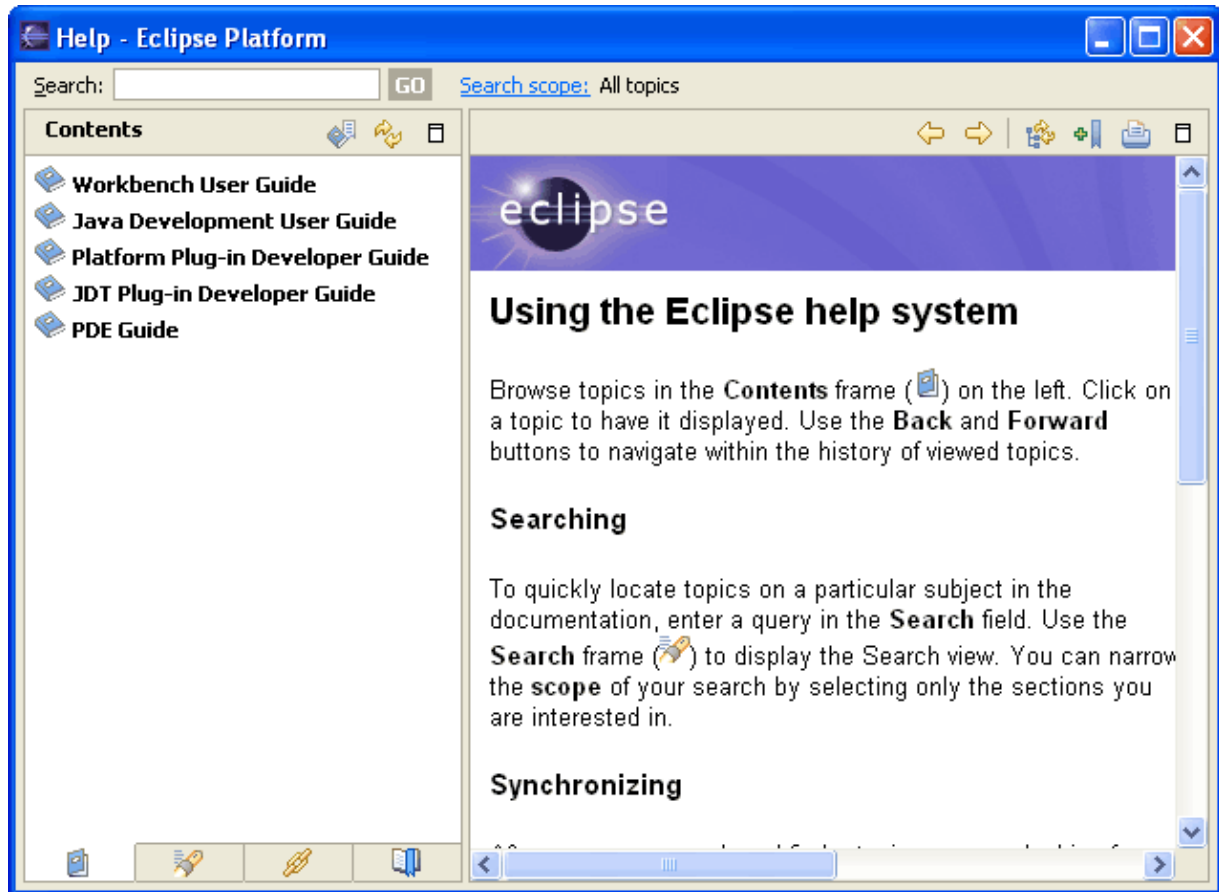 Help - Eclipse Platform
Search: GO Search scope: All topics
Contents
Workbench User Guide
Java Development User Guide
Platform Plug-in Developer Guide
JDT Plug-in Developer Guide
PDE Guide
eclipse
Using the Eclipse help system
Browse topics in the Contents frame ( ) on the left. Click on
a topic to have it displayed. Use the Back and Forward
buttons to navigate within the history of viewed topics.
Searching
To quickly locate topics on a particular subject in the
documentation, enter a query in the Search field. Use the
Search frame ( ) to display the Search view. You can narrow
the scope of your search by selecting only the sections you
are interested in.
Synchronizing